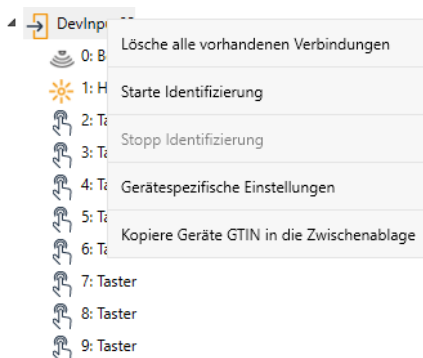 DevInpu
Lösche alle vorhandenen Verbindungen
0: B
1: H
Starte Identifizierung
2: Ta
Stopp Identifizierung
3: Ta
4: Ta
Gerätespezifische Einstellungen
5: Ta
Kopiere Geräte GTIN in die Zwischenablage
6: Ta
7: Taster
8: Taster
9: Taster